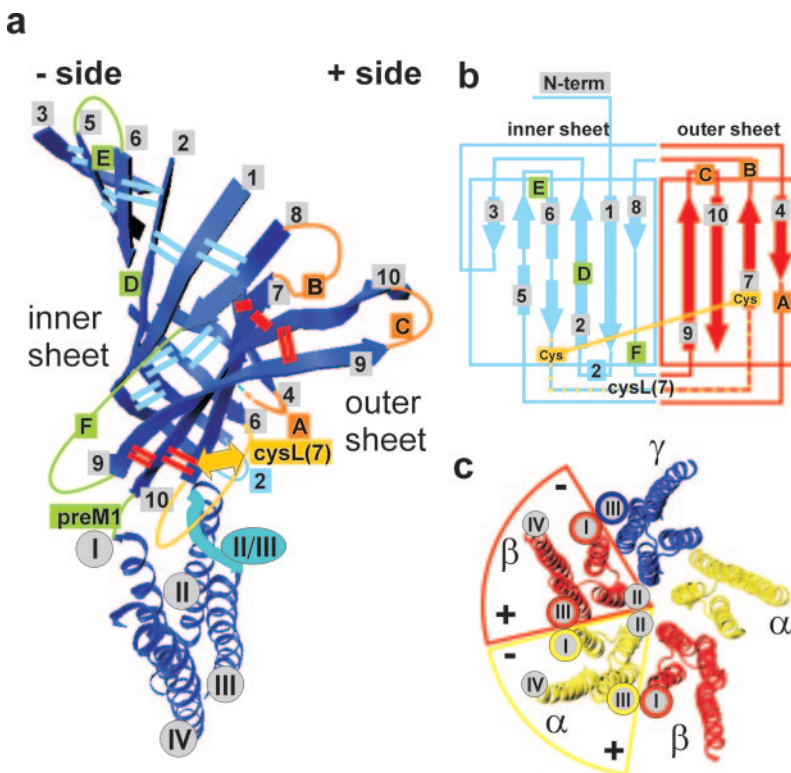 a
- side
+ side
3
5
6
2
E
1
8
D
7
B
10
C
inner
sheet
9
4
outer
sheet
F
6
A
9
cysL(7)
10
2
preM1
I
II/III
II
III
IV
b
N-term
inner sheet
outer sheet
E
C
B
3
6
1
8
10
4
D
7
5
Cys
A
2
9
Cys
F
2
cysL(7)
c
γ
-
III
IV
I
β
II
α
+
III
II
-
I
IV
III
I
α
+
β